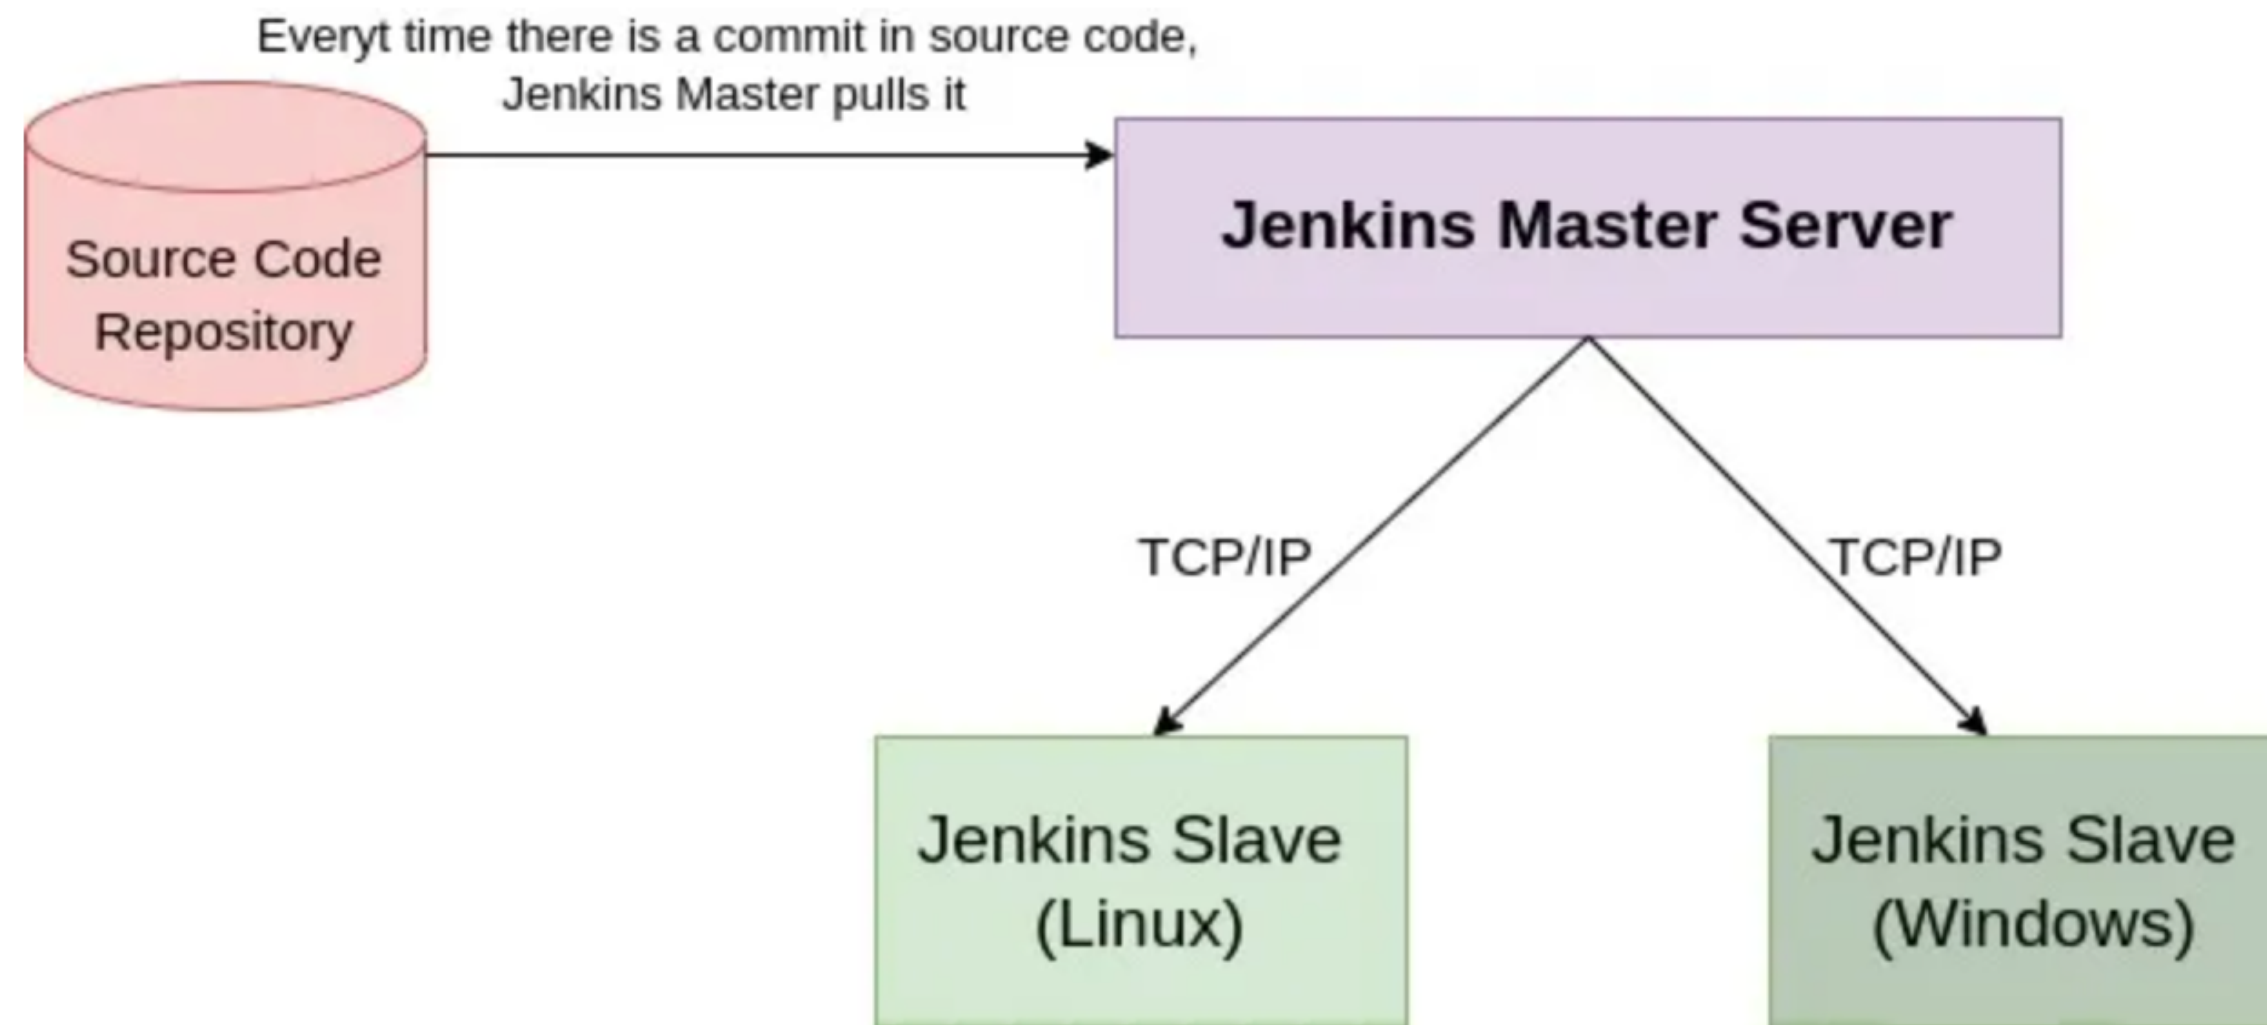 Everyt time there is a commit in source code,
Jenkins Master pulls it
Source Code
Repository
Jenkins Master Server
TCP/IP
TCP/IP
Jenkins Slave
(Linux)
Jenkins Slave
(Windows)